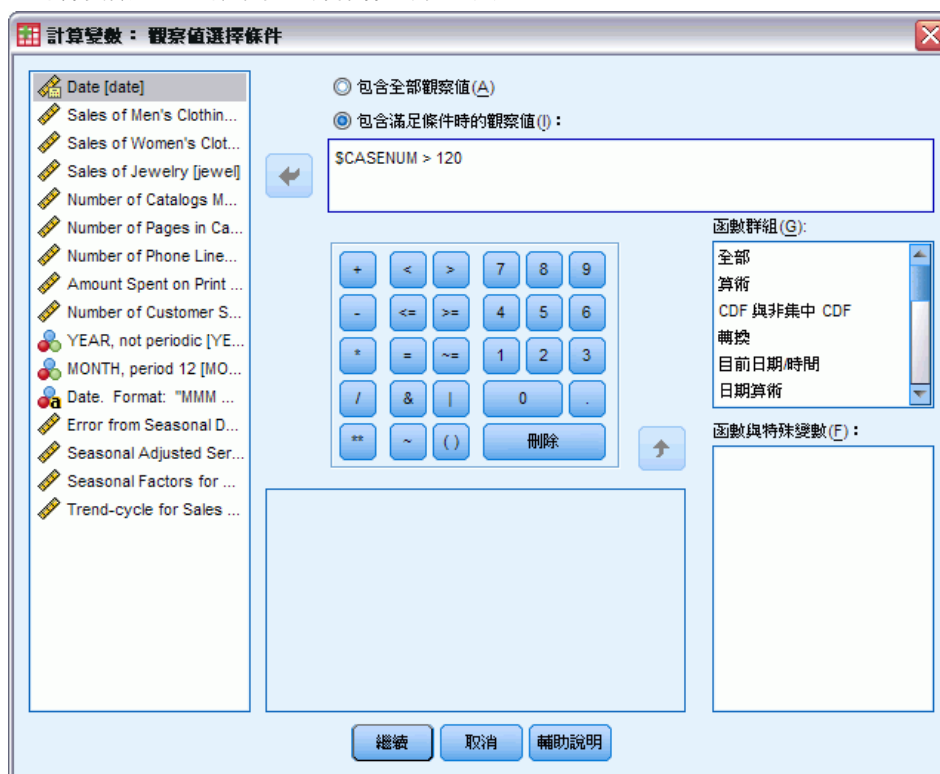 計算變數：觀察值選擇條件
Date [date]
Sales of Men's Clothin...
Sales of Women's Clot...
Sales of Jewelry [jewel]
Number of Catalogs M...
Number of Pages in Ca...
Number of Phone Line...
Amount Spent on Print ...
Number of Customer S...
YEAR, not periodic [YE...
MONTH, period 12 [MO...
Date. Format: "MMM ...
Error from Seasonal D...
Seasonal Adjusted Ser...
Seasonal Factors for ...
Trend-cycle for Sales ...
包含全部觀察值(A)
包含滿足條件時的觀察值(I)：
$CASENUM > 120
+ < > 7 8 9
- <= >= 4 5 6
* = ~= 1 2 3
/ & | 0 .
** ~ ( ) 刪除
函數群組(G):
全部
算術
CDF 與非集中 CDF
轉換
目前日期/時間
日期算術
函數與特殊變數(F)：
繼續 取消 輔助說明